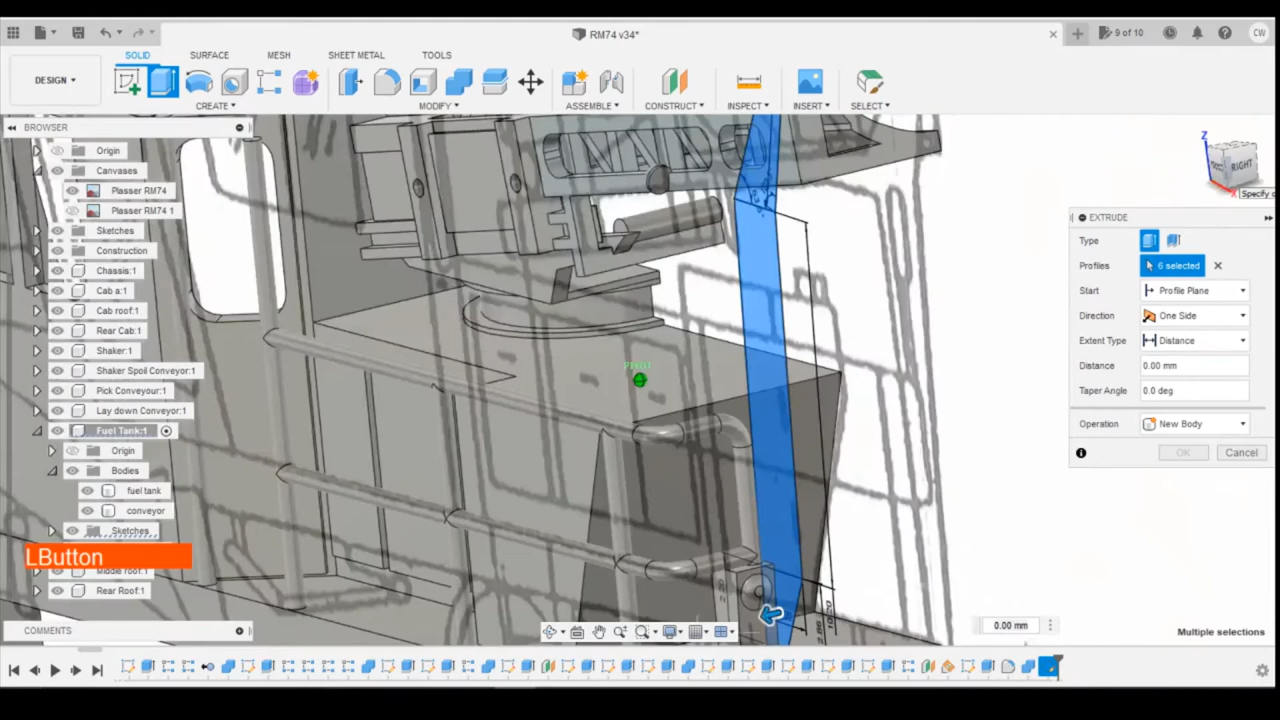 RM74 v34*
9 of 10
CW
DESIGN
SOLID
SURFACE
MESH
SHEET METAL
TOOLS
CREATE
MODIFY
ASSEMBLE
CONSTRUCT
INSPECT
INSERT
SELECT
BROWSER
Origin
Canvases
Plasser RM74
Plasser RM74 1
Sketches
Construction
Chassis:1
Cab a:1
Cab roof:1
Rear Cab:1
Shaker:1
Shaker Spoil Conveyor:1
Pick Conveyour:1
Lay down Conveyor:1
Fuel Tank:1
Origin
Bodies
fuel tank
conveyor
Sketches
LButton
Middle roof:1
Rear Roof:1
COMMENTS
Z
RIGHT
X
EXTRUDE
Type
Profiles
6 selected
Start
Profile Plane
Direction
One Side
Extent Type
Distance
Distance
0.00 mm
Taper Angle
0.0 deg
Operation
New Body
OK
Cancel
0.00 mm
Multiple selections